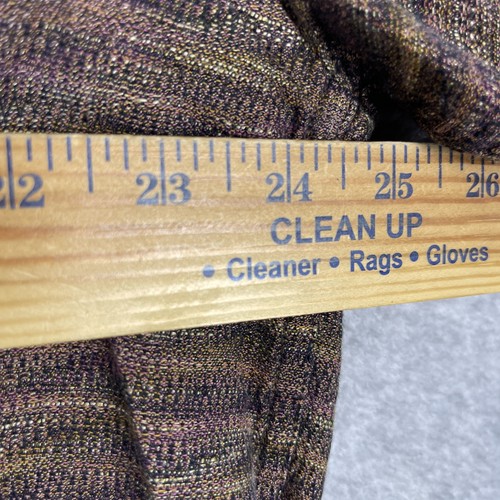 22 23 24 25 26
CLEAN UP
• Cleaner • Rags • Gloves